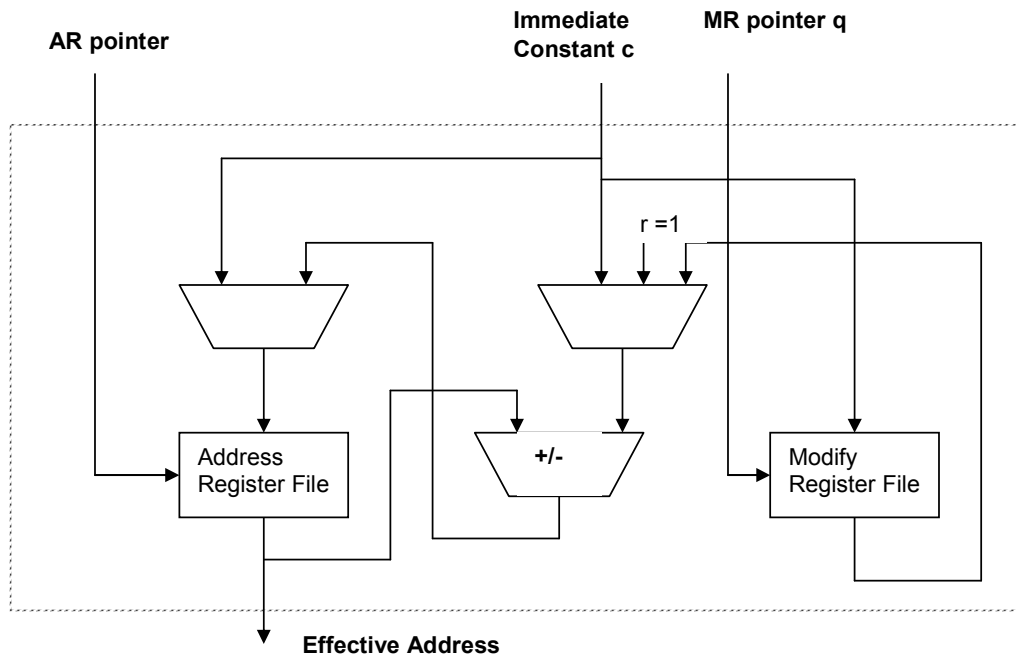 AR pointer
Immediate
Constant c
MR pointer q
r =1
Address
Register File
+/-
Modify
Register File
Effective Address